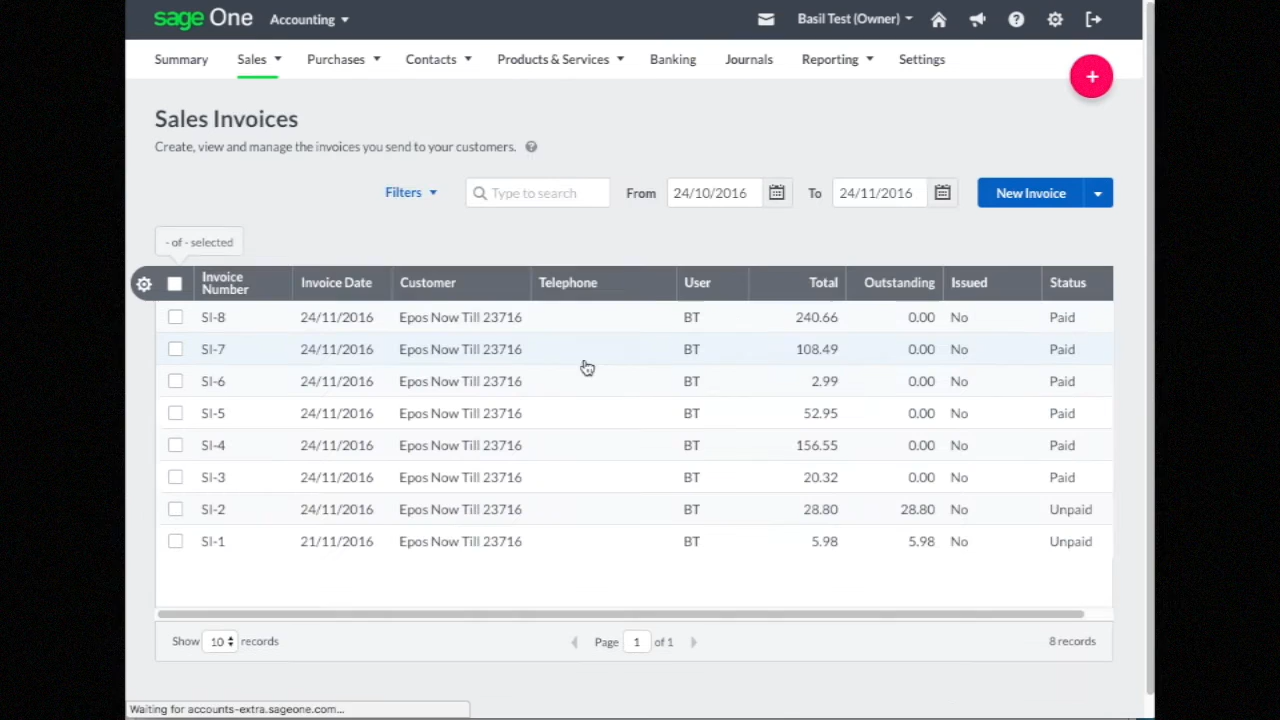 sage One Accounting Basil Test (Owner)
Summary Sales Purchases Contacts Products & Services Banking Journals Reporting Settings
+
Sales Invoices
Create, view and manage the invoices you send to your customers. ?
Filters Type to search From 24/10/2016 To 24/11/2016 New Invoice
- of - selected
Invoice Number Invoice Date Customer Telephone User Total Outstanding Issued Status
SI-8 24/11/2016 Epos Now Till 23716 BT 240.66 0.00 No Paid
SI-7 24/11/2016 Epos Now Till 23716 BT 108.49 0.00 No Paid
SI-6 24/11/2016 Epos Now Till 23716 BT 2.99 0.00 No Paid
SI-5 24/11/2016 Epos Now Till 23716 BT 52.95 0.00 No Paid
SI-4 24/11/2016 Epos Now Till 23716 BT 156.55 0.00 No Paid
SI-3 24/11/2016 Epos Now Till 23716 BT 20.32 0.00 No Paid
SI-2 24/11/2016 Epos Now Till 23716 BT 28.80 28.80 No Unpaid
SI-1 21/11/2016 Epos Now Till 23716 BT 5.98 5.98 No Unpaid
Show 10 records Page 1 of 1 8 records
Waiting for accounts-extra.sageone.com...